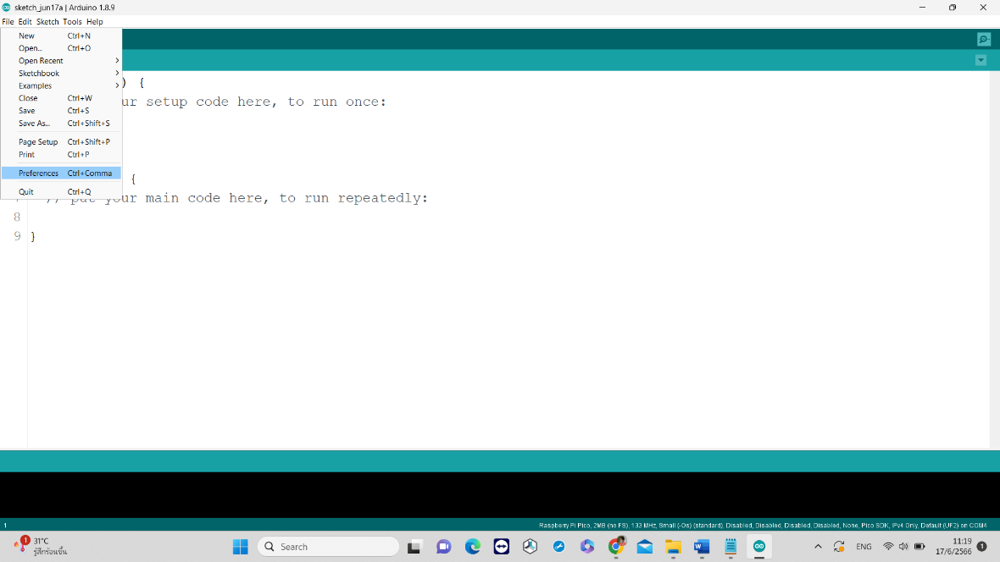 sketch_jun17a | Arduino 1.8.9
File Edit Sketch Tools Help
New Ctrl+N
Open... Ctrl+O
Open Recent
Sketchbook
Examples
Close Ctrl+W
Save Ctrl+S
Save As... Ctrl+Shift+S
Page Setup Ctrl+Shift+P
Print Ctrl+P
Preferences Ctrl+Comma
Quit Ctrl+Q
) {
ur setup code here, to run once:
{
// put your main code here, to run repeatedly:
8
9 }
1
Raspberry Pi Pico, 2MB (no FS), 133 MHz, Small (-Os) (standard), Disabled, Disabled, Disabled, Disabled, None, Pico SDK, IPv4 Only, Default (UF2) on COM4
1
31°C
รู้สึกร้อนขึ้น
Search
ENG
11:19
17/6/2566
1